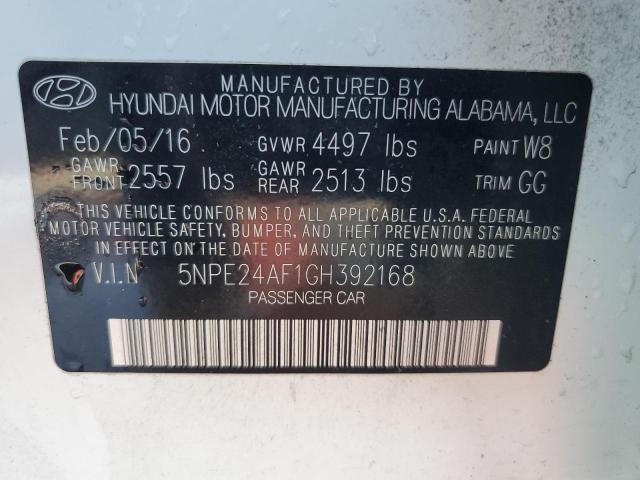 MANUFACTURED BY
HYUNDAI MOTOR MANUFACTURING ALABAMA, LLC
Feb/05/16 GVWR 4497 lbs PAINT W8
GAWR FRONT 2557 lbs GAWR REAR 2513 lbs TRIM GG
THIS VEHICLE CONFORMS TO ALL APPLICABLE U.S.A. FEDERAL
MOTOR VEHICLE SAFETY, BUMPER, AND THEFT PREVENTION STANDARDS
IN EFFECT ON THE DATE OF MANUFACTURE SHOWN ABOVE.
V.I.N 5NPE24AF1GH392168
PASSENGER CAR